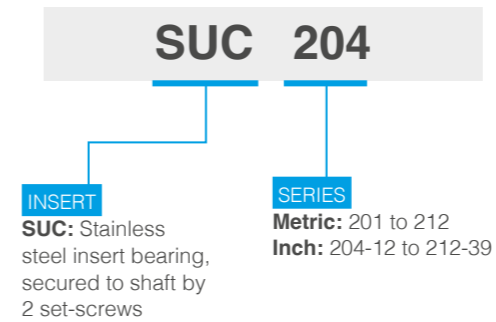 SUC 204
INSERT
SUC: Stainless
steel insert bearing,
secured to shaft by
2 set-screws
SERIES
Metric: 201 to 212
Inch: 204-12 to 212-39